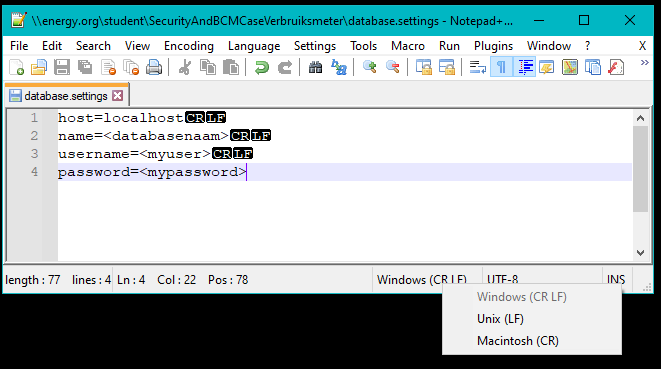 \\energy.org\student\SecurityAndBCMCaseVerbruiksmeter\database.settings - Notepad+...
File Edit Search View Encoding Language Settings Tools Macro Run Plugins Window ? X
database.settings
1 host=localhostCRLF
2 name=<databasenaam>CRLF
3 username=<myuser>CRLF
4 password=<mypassword>
length : 77 lines : 4 Ln : 4 Col : 22 Pos : 78 Windows (CR LF) UTF-8 INS
Windows (CR LF)
Unix (LF)
Macintosh (CR)